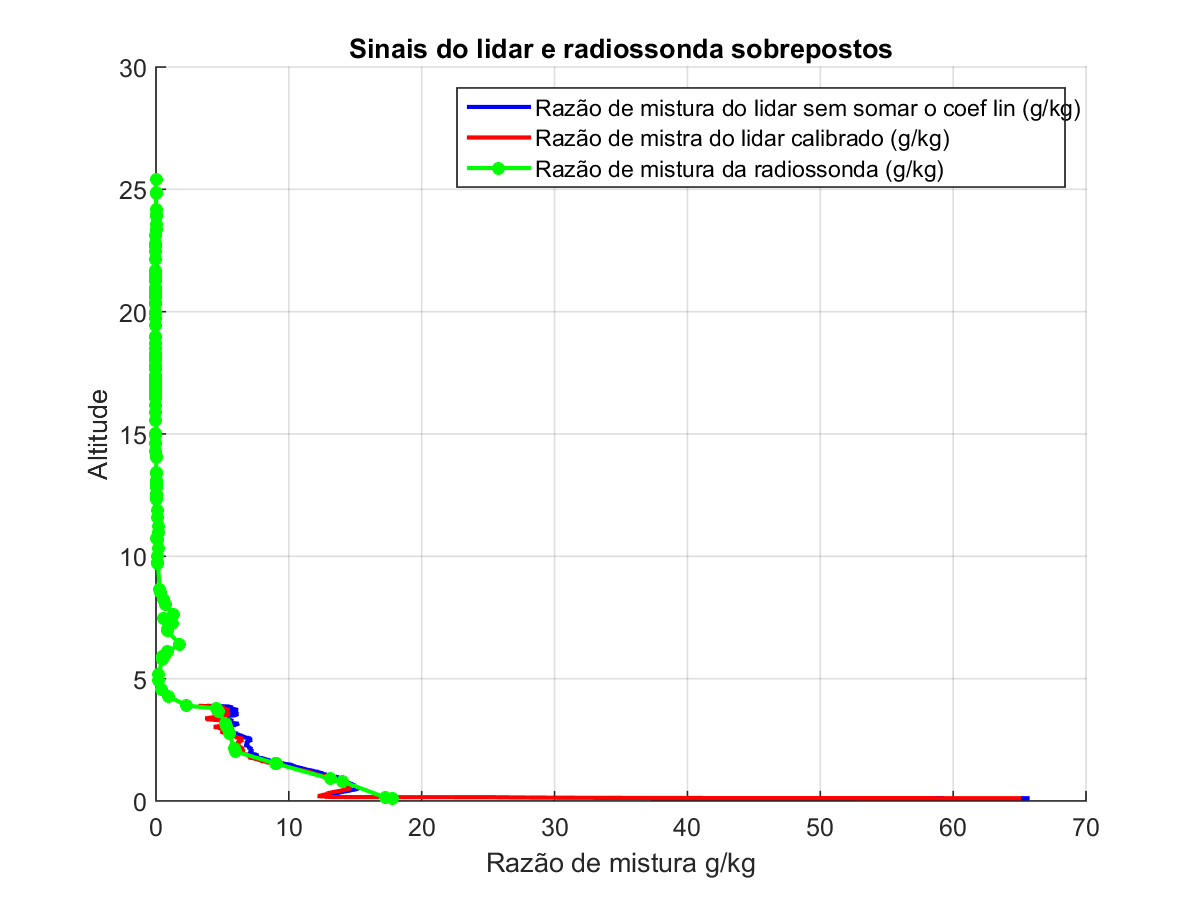 Sinais do lidar e radiossonda sobrepostos
30
Razão de mistura do lidar sem somar o coef lin (g/kg)
Razão de mistra do lidar calibrado (g/kg)
Razão de mistura da radiossonda (g/kg)
25
20
15
10
5
0
Altitude
0 10 20 30 40 50 60 70
Razão de mistura g/kg